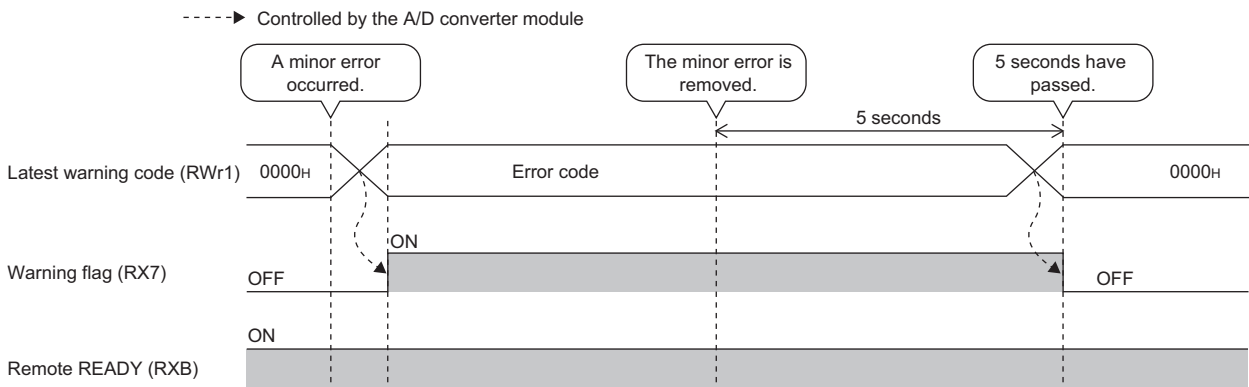 Controlled by the A/D converter module
A minor error
occurred.
The minor error is
removed.
5 seconds have
passed.
5 seconds
Latest warning code (RWr1)
0000H
Error code
0000H
ON
Warning flag (RX7)
OFF
OFF
ON
Remote READY (RXB)